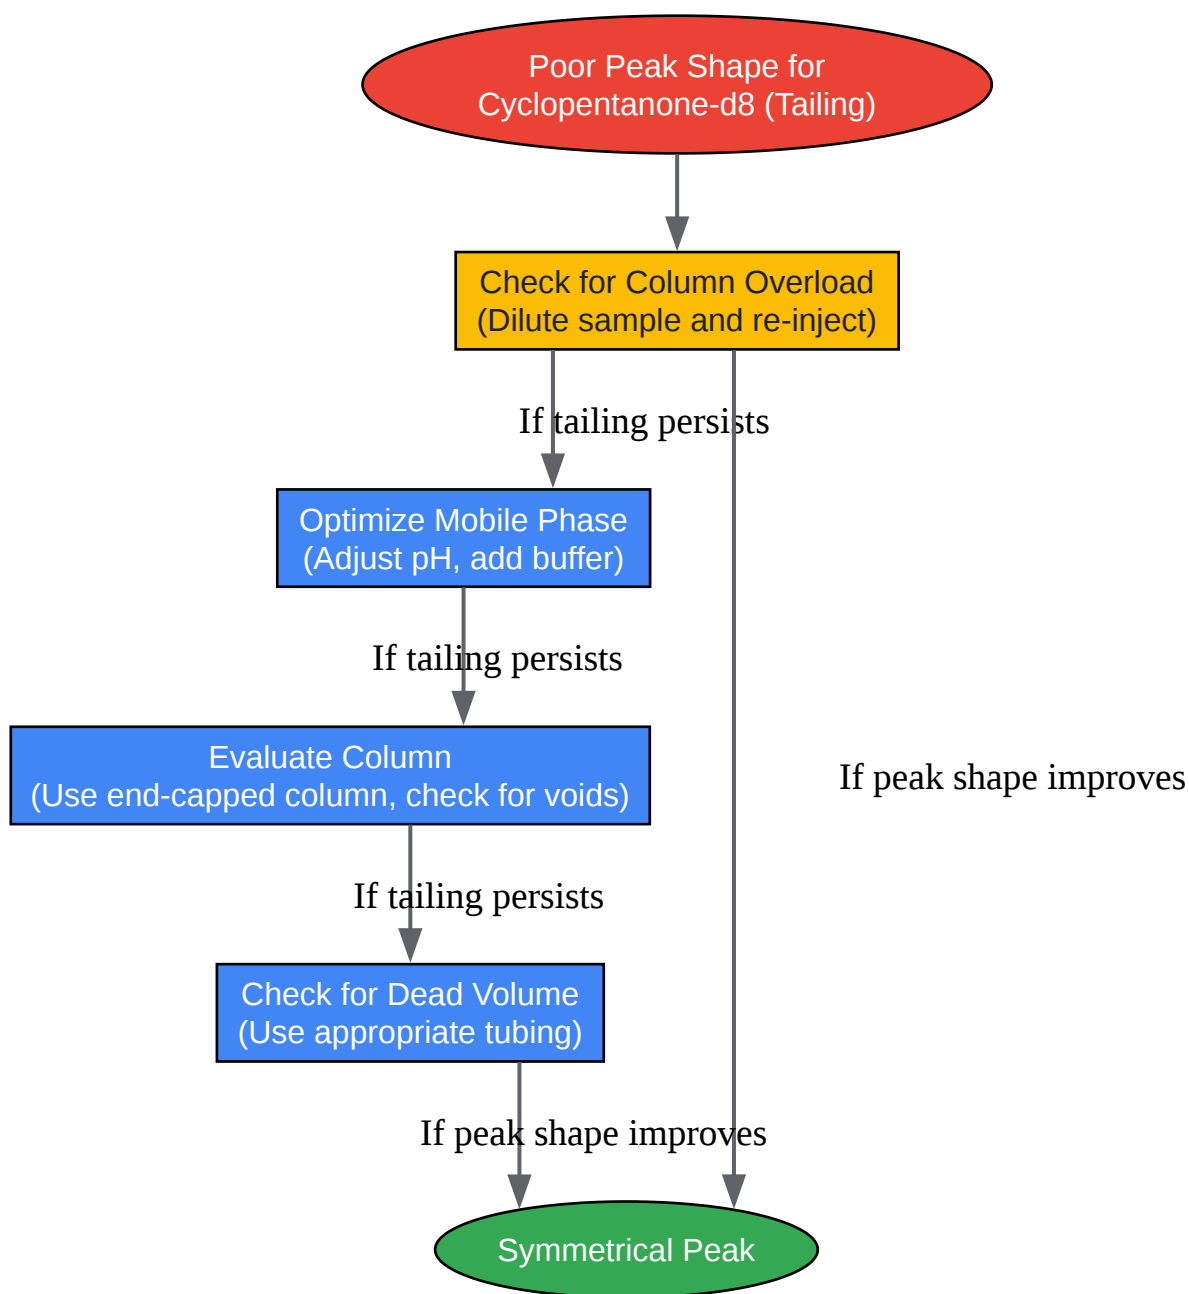 Poor Peak Shape for
Cyclopentanone-d8 (Tailing)
Check for Column Overload
(Dilute sample and re-inject)
If tailing persists
Optimize Mobile Phase
(Adjust pH, add buffer)
If tailing persists
Evaluate Column
(Use end-capped column, check for voids)
If peak shape improves
If tailing persists
Check for Dead Volume
(Use appropriate tubing)
If peak shape improves
Symmetrical Peak